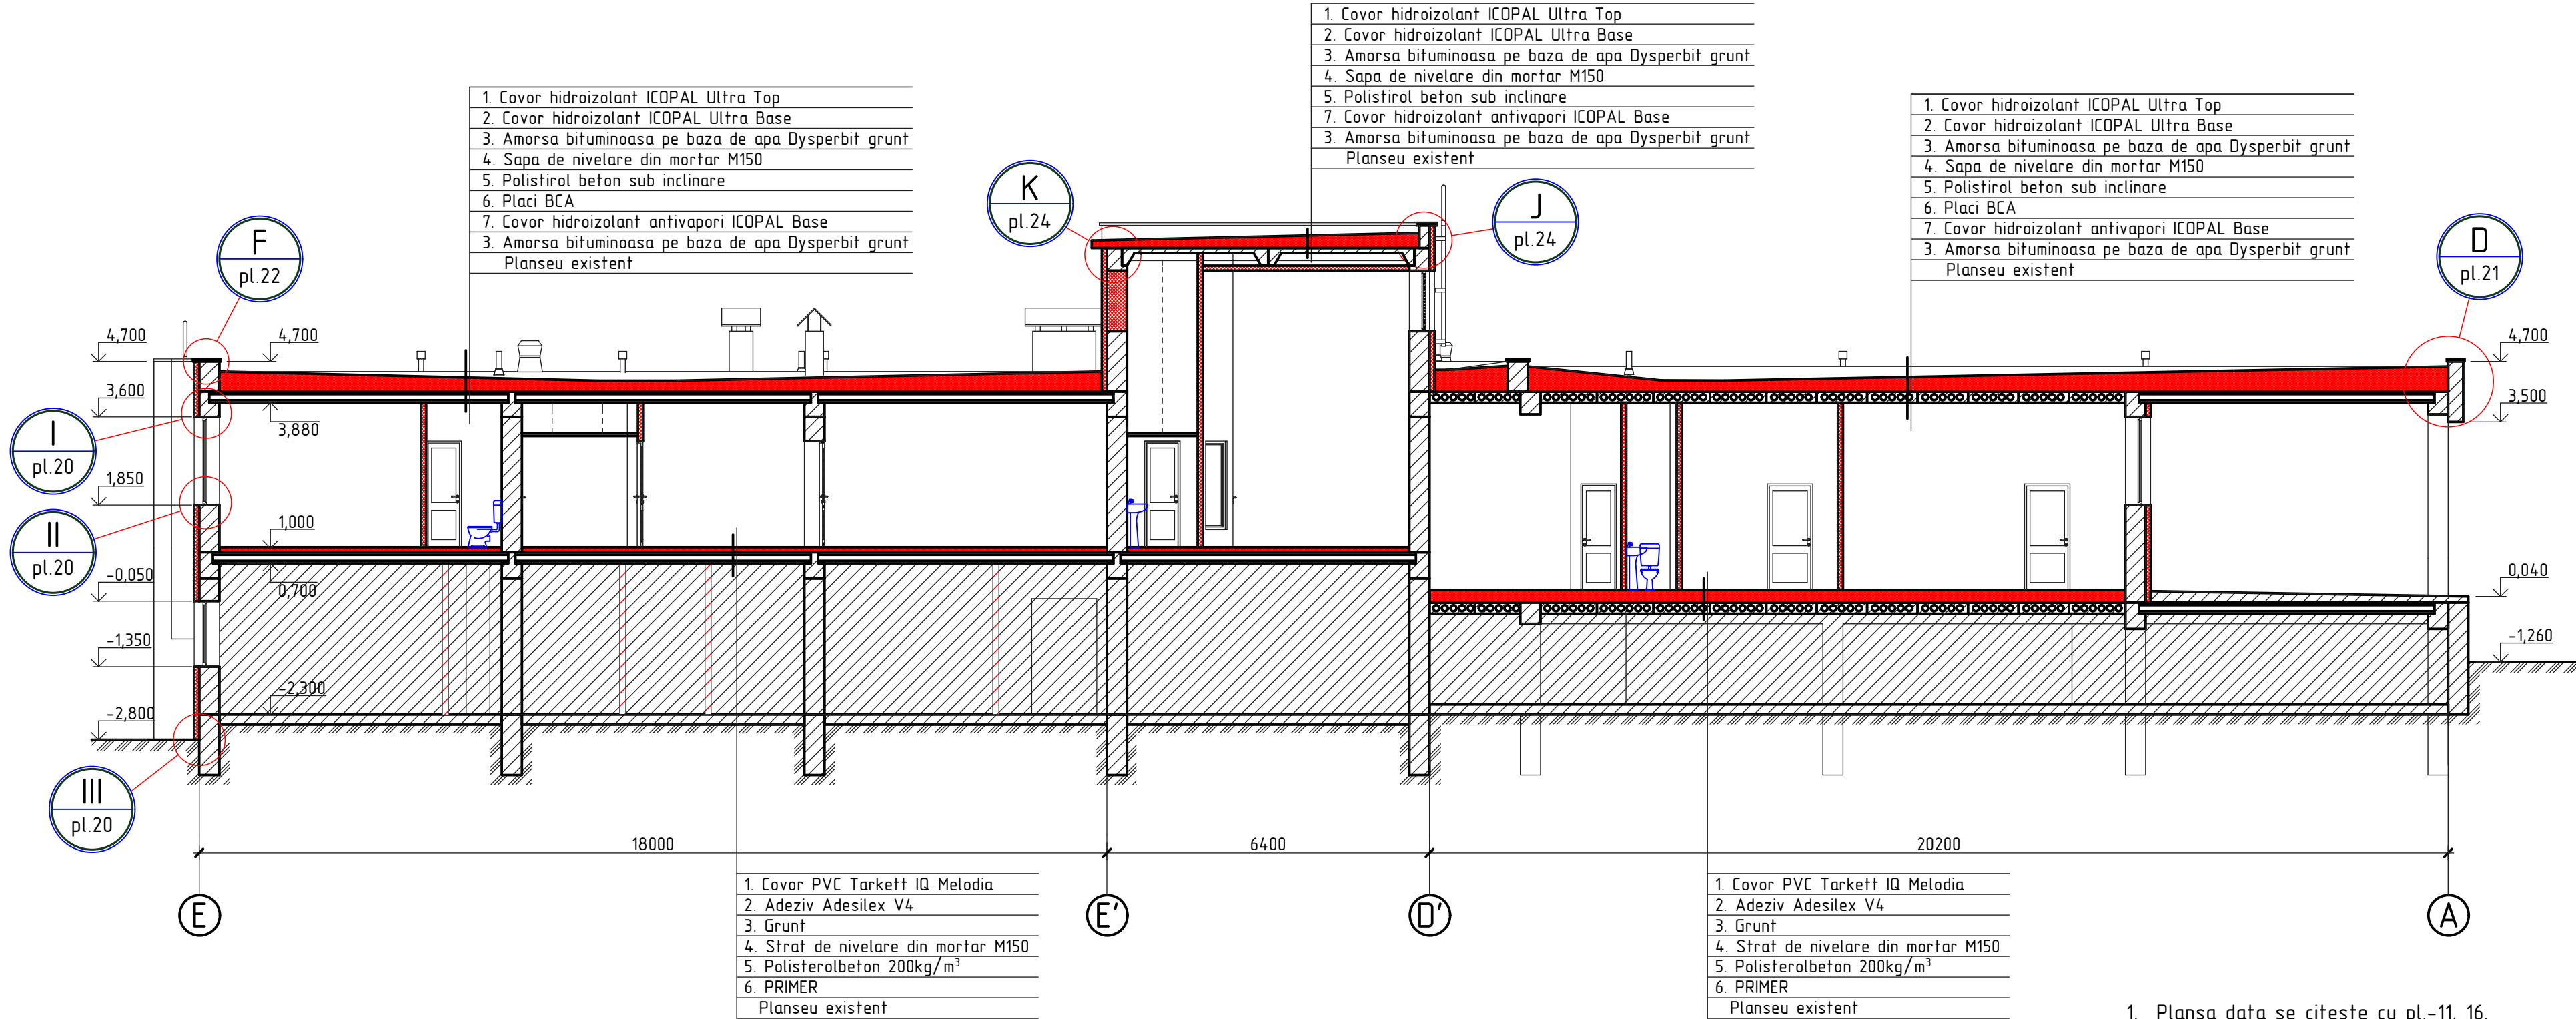 1. Covor hidroizolant ICOPAL Ultra Top
2. Covor hidroizolant ICOPAL Ultra Base
3. Amorsa bituminoasa pe baza de apa Dysperbit grunt
4. Sapa de nivelare din mortar M150
5. Polistirol beton sub inclinare
7. Covor hidroizolant antivapori ICOPAL Base
3. Amorsa bituminoasa pe baza de apa Dysperbit grunt
Planseu existent
1. Covor hidroizolant ICOPAL Ultra Top
2. Covor hidroizolant ICOPAL Ultra Base
3. Amorsa bituminoasa pe baza de apa Dysperbit grunt
4. Sapa de nivelare din mortar M150
5. Polistirol beton sub inclinare
6. Placi BCA
7. Covor hidroizolant antivapori ICOPAL Base
3. Amorsa bituminoasa pe baza de apa Dysperbit grunt
Planseu existent
1. Covor hidroizolant ICOPAL Ultra Top
2. Covor hidroizolant ICOPAL Ultra Base
3. Amorsa bituminoasa pe baza de apa Dysperbit grunt
4. Sapa de nivelare din mortar M150
5. Polistirol beton sub inclinare
6. Placi BCA
7. Covor hidroizolant antivapori ICOPAL Base
3. Amorsa bituminoasa pe baza de apa Dysperbit grunt
Planseu existent
F
pl.22
K
pl.24
J
pl.24
D
pl.21
I
pl.20
II
pl.20
III
pl.20
4,700
3,600
1,850
-0,050
-1,350
-2,800
4,700
3,880
1,000
0,700
-2,300
4,700
3,500
0,040
-1,260
18000
6400
20200
E
E'
D'
A
1. Covor PVC Tarkett IQ Melodia
2. Adeziv Adesilex V4
3. Grunt
4. Strat de nivelare din mortar M150
5. Polisterolbeton 200kg/m³
6. PRIMER
Planseu existent
1. Covor PVC Tarkett IQ Melodia
2. Adeziv Adesilex V4
3. Grunt
4. Strat de nivelare din mortar M150
5. Polisterolbeton 200kg/m³
6. PRIMER
Planseu existent
1. Plansa data se citeste cu pl.-11, 16.